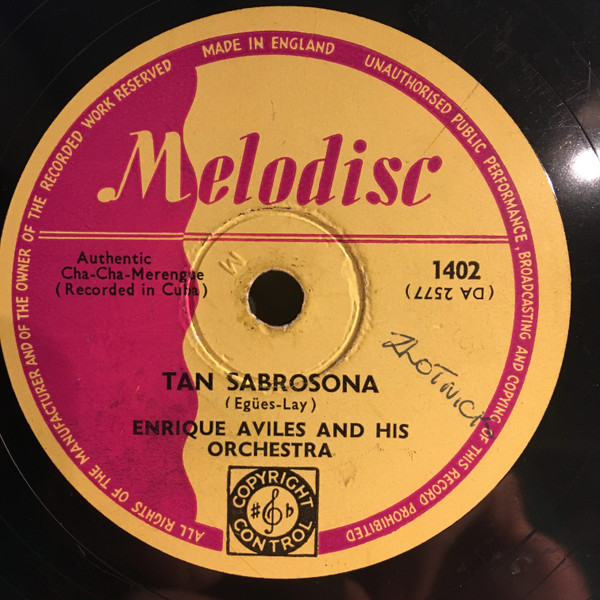 ALL RIGHTS OF THE MANUFACTURER AND OF THE OWNER OF THE RECORDED WORK RESERVED
MADE IN ENGLAND
UNAUTHORISED PUBLIC PERFORMANCE, BROADCASTING AND COPYING OF THIS RECORD PROHIBITED
Melodisc
Authentic
Cha-Cha-Merengue
(Recorded in Cuba)
1402
(DA 2577)
M
TAN SABROSONA
(Egües-Lay)
ENRIQUE AVILES AND HIS
ORCHESTRA
COPYRIGHT
CONTROL